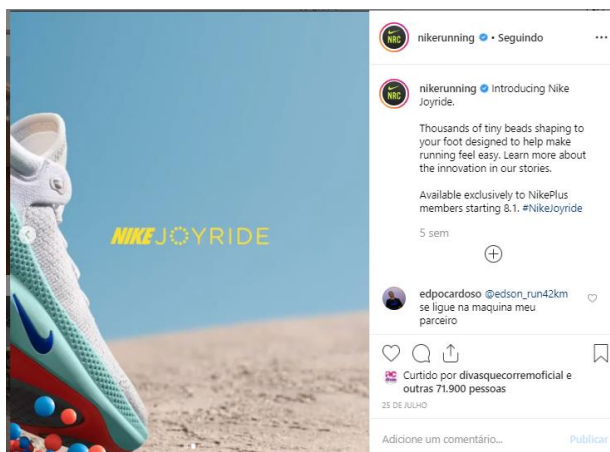 NIKE JOYRIDE
NRC
nikerunning • Seguindo
NRC
nikerunning Introducing Nike
Joyride.
Thousands of tiny beads shaping to
your foot designed to help make
running feel easy. Learn more about
the innovation in our stories.
Available exclusively to NikePlus
members starting 8.1. #NikeJoyride
5 sem
edpocardoso @edson_run42km
se ligue na maquina meu
parceiro
Curtido por divasquecorremoficial e
outras 71.900 pessoas
25 DE JULHO
Adicione um comentário... Publicar